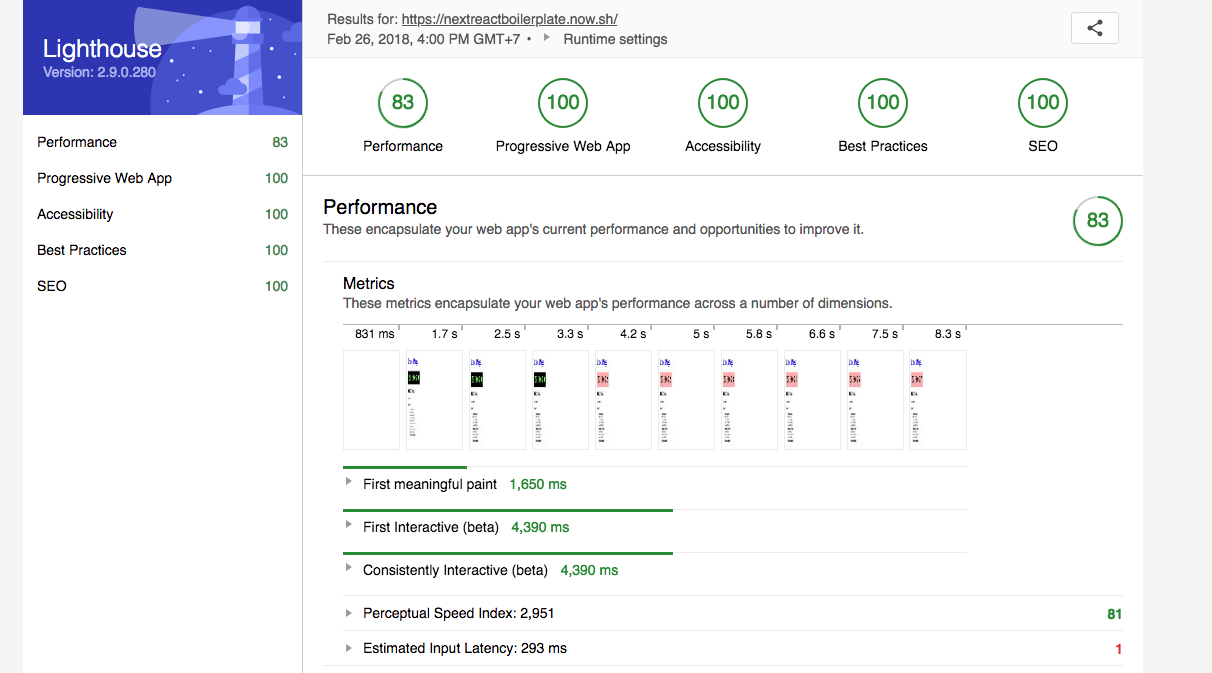 Lighthouse
Version: 2.9.0.280
Performance 83
Progressive Web App 100
Accessibility 100
Best Practices 100
SEO 100
Results for: https://nextreactboilerplate.now.sh/
Feb 26, 2018, 4:00 PM GMT+7 • Runtime settings
83 100 100 100 100
Performance Progressive Web App Accessibility Best Practices SEO
Performance
These encapsulate your web app's current performance and opportunities to improve it.
83
Metrics
These metrics encapsulate your web app's performance across a number of dimensions.
831 ms 1.7 s 2.5 s 3.3 s 4.2 s 5 s 5.8 s 6.6 s 7.5 s 8.3 s
First meaningful paint 1,650 ms
First Interactive (beta) 4,390 ms
Consistently Interactive (beta) 4,390 ms
Perceptual Speed Index: 2,951 81
Estimated Input Latency: 293 ms 1